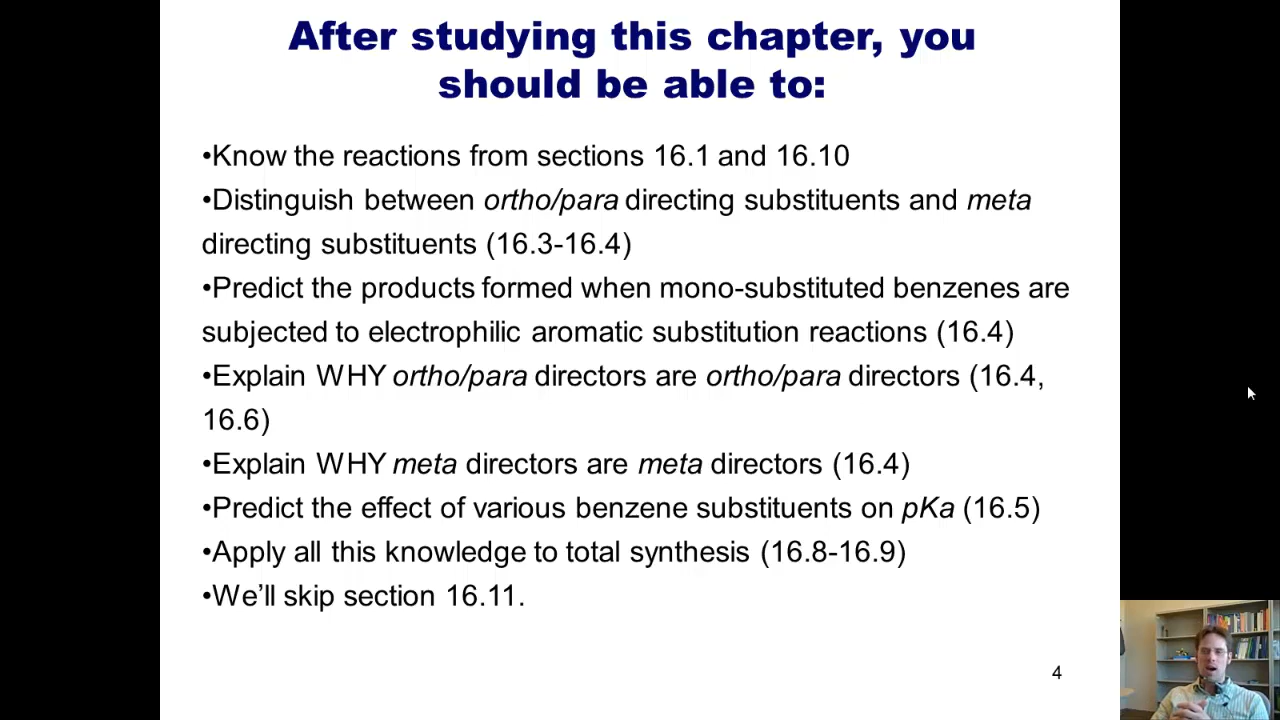 After studying this chapter, you
should be able to:
•Know the reactions from sections 16.1 and 16.10
•Distinguish between ortho/para directing substituents and meta
directing substituents (16.3-16.4)
•Predict the products formed when mono-substituted benzenes are
subjected to electrophilic aromatic substitution reactions (16.4)
•Explain WHY ortho/para directors are ortho/para directors (16.4,
16.6)
•Explain WHY meta directors are meta directors (16.4)
•Predict the effect of various benzene substituents on pKa (16.5)
•Apply all this knowledge to total synthesis (16.8-16.9)
•We’ll skip section 16.11.
4